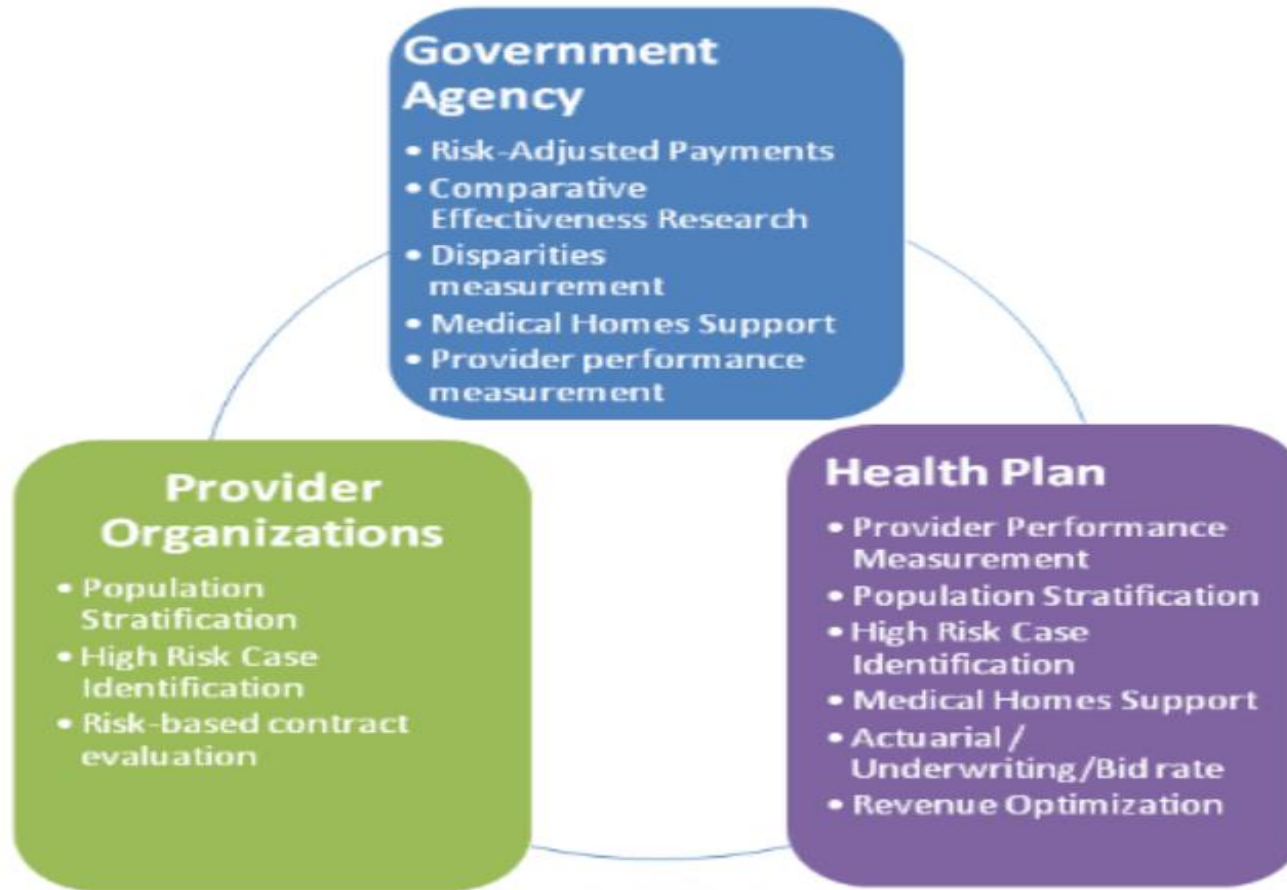 Government
Agency
• Risk-Adjusted Payments
• Comparative
Effectiveness Research
• Disparities
measurement
• Medical Homes Support
• Provider performance
measurement
Provider
Organizations
• Population
Stratification
• High Risk Case
Identification
• Risk-based contract
evaluation
Health Plan
• Provider Performance
Measurement
• Population Stratification
• High Risk Case
Identification
• Medical Homes Support
• Actuarial /
Underwriting/Bid rate
• Revenue Optimization